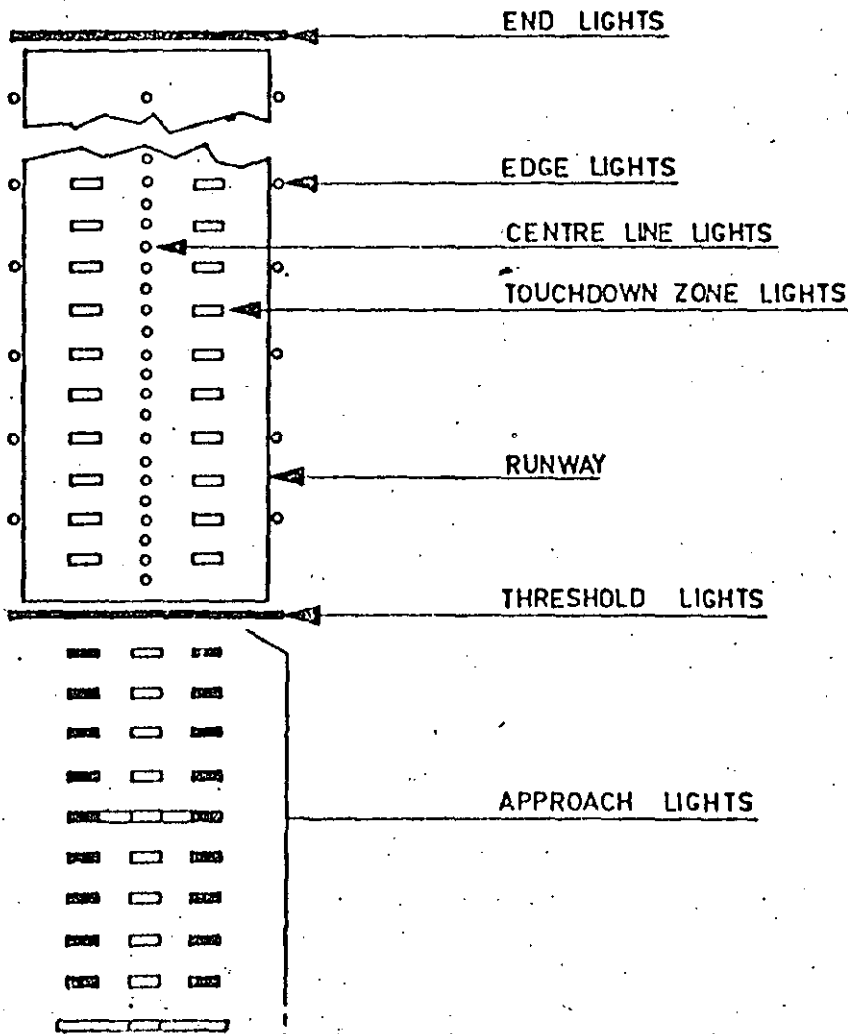 END LIGHTS
EDGE LIGHTS
CENTRE LINE LIGHTS
TOUCHDOWN ZONE LIGHTS
RUNWAY
THRESHOLD LIGHTS
APPROACH LIGHTS